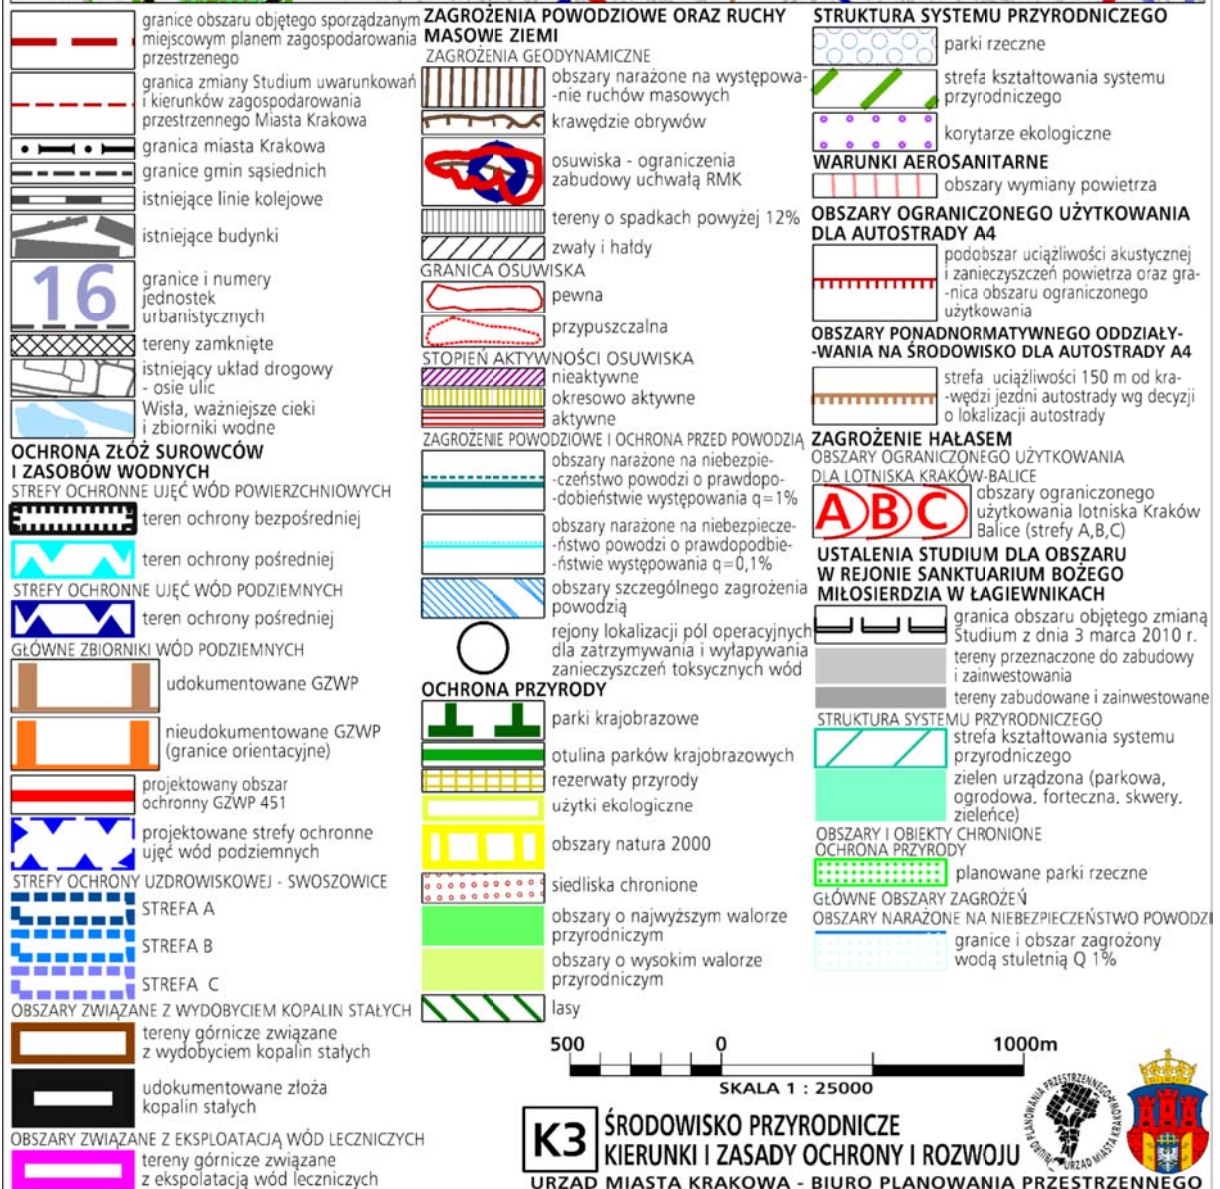 granice obszaru objętego sporządzanym
miejscowym planem zagospodarowania
przestrzenego
granica zmiany Studium uwarunkowań
i kierunków zagospodarowania
przestrzennego Miasta Krakowa
granica miasta Krakowa
granice gmin sąsiednich
istniejące linie kolejowe
istniejące budynki
16
granice i numery
jednostek
urbanistycznych
tereny zamknięte
istniejący układ drogowy
- osie ulic
Wisła, ważniejsze cieki
i zbiorniki wodne
OCHRONA ZŁÓŻ SUROWCÓW
I ZASOBÓW WODNYCH
STREFY OCHRONNE UJĘĆ WÓD POWIERZCHNIOWYCH
teren ochrony bezpośredniej
teren ochrony pośredniej
STREFY OCHRONNE UJĘĆ WÓD PODZIEMNYCH
teren ochrony pośredniej
GŁÓWNE ZBIORNIKI WÓD PODZIEMNYCH
udokumentowane GZWP
nieudokumentowane GZWP
(granice orientacyjne)
projektowany obszar
ochronny GZWP 451
projektowane strefy ochronne
ujęć wód podziemnych
STREFY OCHRONY UZDROWISKOWEJ - SWOSZOWICE
STREFA A
STREFA B
STREFA C
OBSZARY ZWIĄZANE Z WYDOBYCIEM KOPALIN STAŁYCH
tereny górnicze związane
z wydobyciem kopalin stałych
udokumentowane złoża
kopalin stałych
OBSZARY ZWIĄZANE Z EKSPLOATACJĄ WÓD LECZNICZYCH
tereny górnicze związane
z ekspolatacją wód leczniczych
ZAGROŻENIA POWODZIOWE ORAZ RUCHY
MASOWE ZIEMI
ZAGROŻENIA GEODYNAMICZNE
obszary narażone na występowa-
-nie ruchów masowych
krawędzie obrywów
osuwiska - ograniczenia
zabudowy uchwałą RMK
tereny o spadkach powyżej 12%
zwały i hałdy
GRANICA OSUWISKA
pewna
przypuszczalna
STOPIEŃ AKTYWNOŚCI OSUWISKA
nieaktywne
okresowo aktywne
aktywne
ZAGROŻENIE POWODZIOWE I OCHRONA PRZED POWODZIĄ
obszary narażone na niebezpie-
-czeństwo powodzi o prawdopo-
-dobieństwie występowania q=1%
obszary narażone na niebezpiecze-
-ństwo powodzi o prawdopodbie-
-ństwie występowania q=0,1%
obszary szczególnego zagrożenia
powodzią
rejony lokalizacji pól operacyjnych
dla zatrzymywania i wyłapywania
zanieczyszczeń toksycznych wód
OCHRONA PRZYRODY
parki krajobrazowe
otulina parków krajobrazowych
rezerwaty przyrody
użytki ekologiczne
obszary natura 2000
siedliska chronione
obszary o najwyższym walorze
przyrodniczym
obszary o wysokim walorze
przyrodniczym
lasy
STRUKTURA SYSTEMU PRZYRODNICZEGO
parki rzeczne
strefa kształtowania systemu
przyrodniczego
korytarze ekologiczne
WARUNKI AEROSANITARNE
obszary wymiany powietrza
OBSZARY OGRANICZONEGO UŻYTKOWANIA
DLA AUTOSTRADY A4
podobszar uciążliwości akustycznej
i zanieczyszczeń powietrza oraz gra-
-nica obszaru ograniczonego
użytkowania
OBSZARY PONADNORMATYWNEGO ODDZIAŁY-
-WANIA NA ŚRODOWISKO DLA AUTOSTRADY A4
strefa uciążliwości 150 m od kra-
-wędzi jezdni autostrady wg decyzji
o lokalizacji autostrady
ZAGROŻENIE HAŁASEM
OBSZARY OGRANICZONEGO UŻYTKOWANIA
DLA LOTNISKA KRAKÓW-BALICE
A B C
obszary ograniczonego
użytkowania lotniska Kraków
Balice (strefy A,B,C)
USTALENIA STUDIUM DLA OBSZARU
W REJONIE SANKTUARIUM BOŻEGO
MIŁOSIERDZIA W ŁAGIEWNIKACH
granica obszaru objętego zmianą
Studium z dnia 3 marca 2010 r.
tereny przeznaczone do zabudowy
i zainwestowania
tereny zabudowane i zainwestowane
STRUKTURA SYSTEMU PRZYRODNICZEGO
strefa kształtowania systemu
przyrodniczego
zielen urządzona (parkowa,
ogrodowa, forteczna, skwery,
zieleńce)
OBSZARY I OBIEKTY CHRONIONE
OCHRONA PRZYRODY
planowane parki rzeczne
GŁÓWNE OBSZARY ZAGROŻEŃ
OBSZARY NARAŻONE NA NIEBEZPIECZEŃSTWO POWODZI
granice i obszar zagrożony
wodą stuletnią Q 1%
500 0 1000m
SKALA 1 : 25000
K3
ŚRODOWISKO PRZYRODNICZE
KIERUNKI I ZASADY OCHRONY I ROZWOJU
BIURO PLANOWANIA PRZESTRZENNEGO URZĄD MIASTA KRAKOWA
URZĄD MIASTA KRAKOWA - BIURO PLANOWANIA PRZESTRZENNEGO